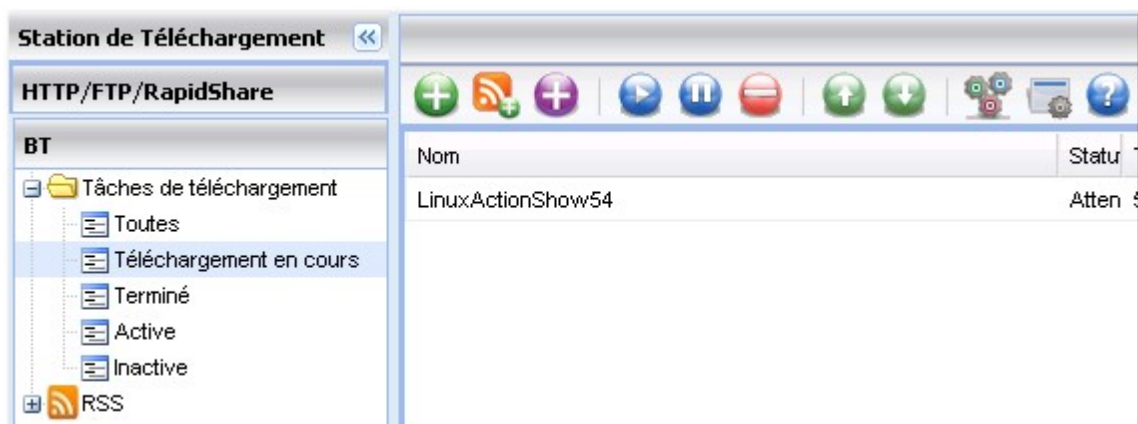 Station de Téléchargement
HTTP/FTP/RapidShare
BT
Tâches de téléchargement
Toutes
Téléchargement en cours
Terminé
Active
Inactive
RSS
Nom Statu
LinuxActionShow54 Atten